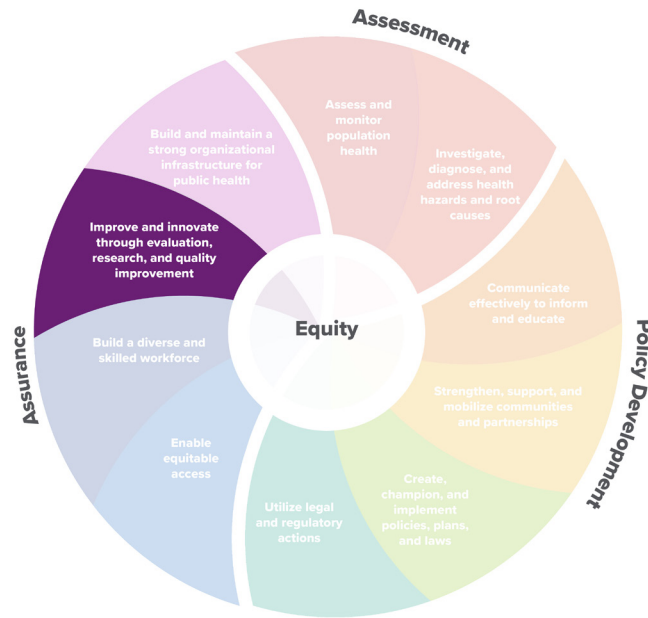 Assessment
Assess and
monitor
population
health
Investigate,
diagnose, and
address health
hazards and root
causes
Policy Development
Communicate
effectively to inform
and educate
Strengthen, support, and
mobilize communities
and partnerships
Create,
champion, and
implement
policies, plans,
and laws
Utilize legal
and regulatory
actions
Assurance
Enable
equitable
access
Build a diverse and
skilled workforce
Improve and innovate
through evaluation,
research, and quality
improvement
Build and maintain a
strong organizational
infrastructure for
public health
Equity